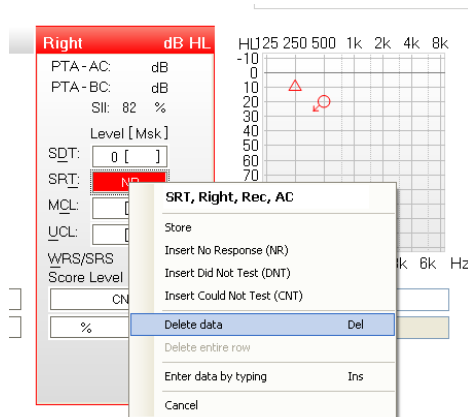 Right dB HL
PTA-AC: dB
PTA-BC: dB
SII: 82 %
Level [Msk]
SDT: 0 [ ]
SRT: NR
MCL: [
UCL: [
WRS/SRS
Score Level
CN
%
HL 125 250 500 1k 2k 4k 8k
-10
0
10
20
30
40
50
60
70
k 6k Hz
SRT, Right, Rec, AC
Store
Insert No Response (NR)
Insert Did Not Test (DNT)
Insert Could Not Test (CNT)
Delete data Del
Delete entire row
Enter data by typing Ins
Cancel